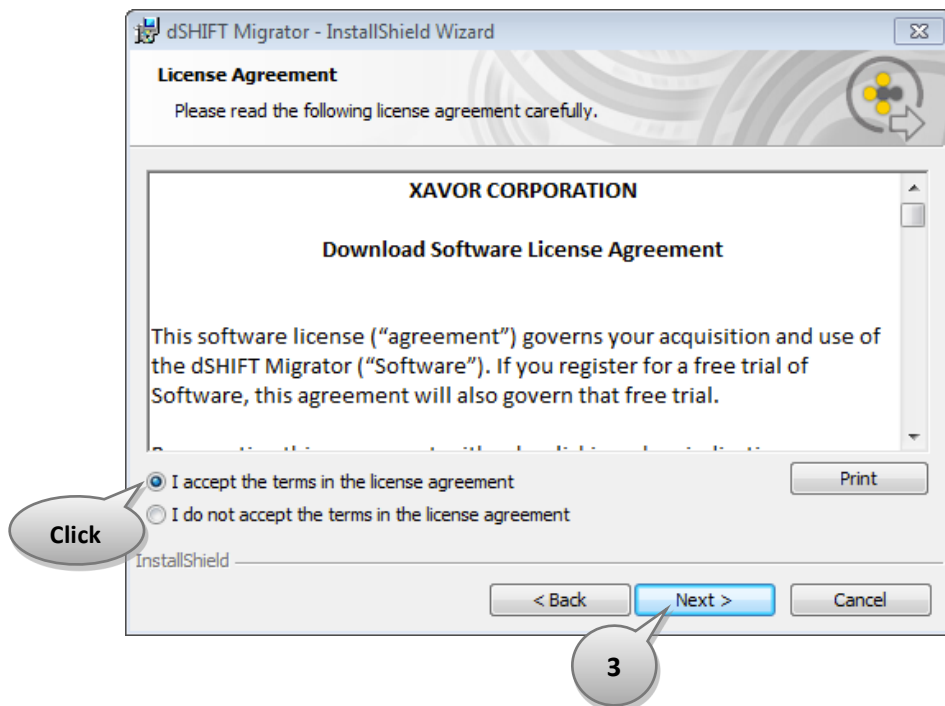 dSHIFT Migrator - InstallShield Wizard
License Agreement
Please read the following license agreement carefully.
XAVOR CORPORATION
Download Software License Agreement
This software license (“agreement”) governs your acquisition and use of
the dSHIFT Migrator (“Software”). If you register for a free trial of
Software, this agreement will also govern that free trial.
I accept the terms in the license agreement
Print
I do not accept the terms in the license agreement
Click
InstallShield
< Back
Next >
Cancel
3